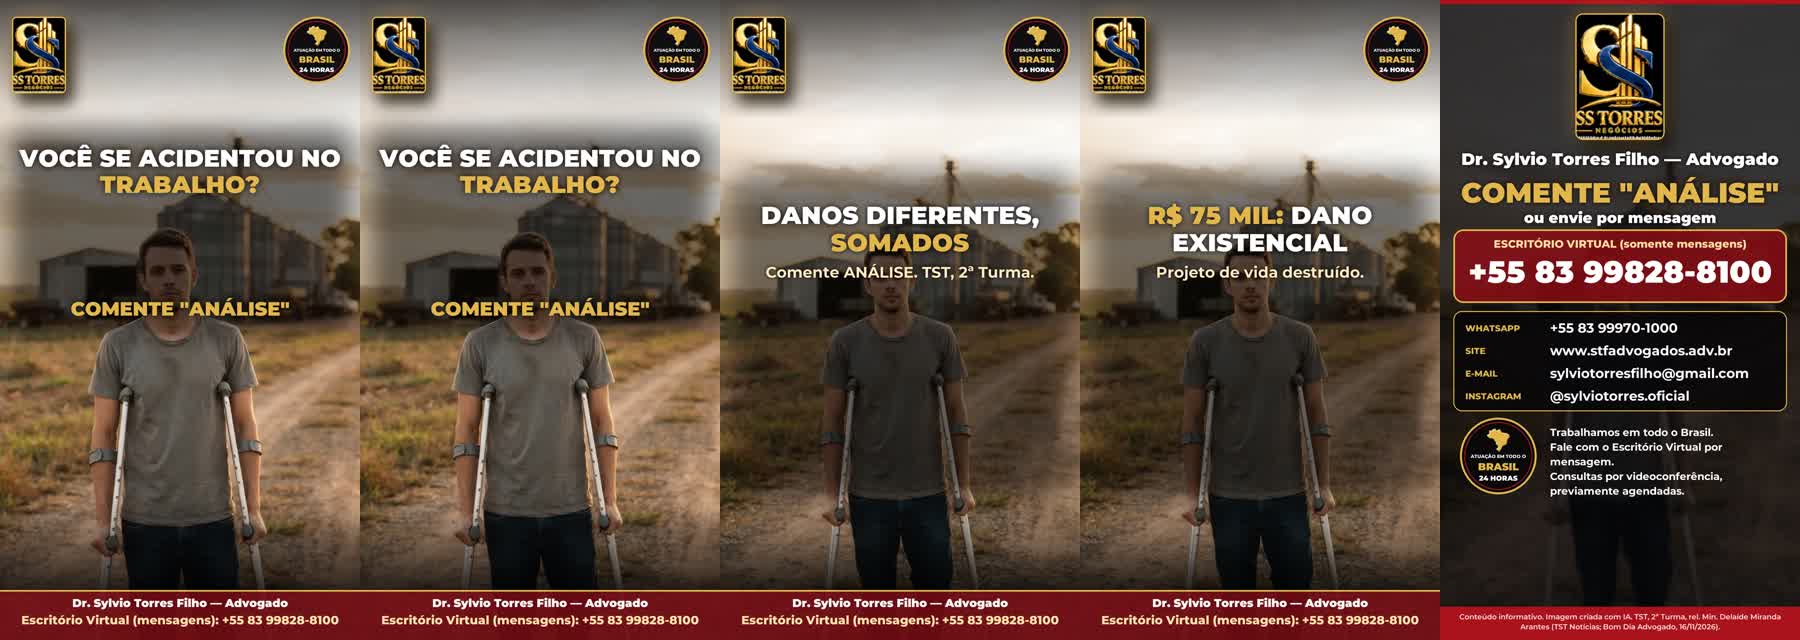 SS TORRES
NEGÓCIOS
ATUAÇÃO EM TODO O
BRASIL
24 HORAS
VOCÊ SE ACIDENTOU NO
TRABALHO?
COMENTE "ANÁLISE"
Dr. Sylvio Torres Filho — Advogado
Escritório Virtual (mensagens): +55 83 99828-8100
SS TORRES
NEGÓCIOS
ATUAÇÃO EM TODO O
BRASIL
24 HORAS
VOCÊ SE ACIDENTOU NO
TRABALHO?
COMENTE "ANÁLISE"
Dr. Sylvio Torres Filho — Advogado
Escritório Virtual (mensagens): +55 83 99828-8100
SS TORRES
NEGÓCIOS
ATUAÇÃO EM TODO O
BRASIL
24 HORAS
DANOS DIFERENTES,
SOMADOS
Comente ANÁLISE. TST, 2ª Turma.
Dr. Sylvio Torres Filho — Advogado
Escritório Virtual (mensagens): +55 83 99828-8100
SS TORRES
NEGÓCIOS
ATUAÇÃO EM TODO O
BRASIL
24 HORAS
R$ 75 MIL: DANO
EXISTENCIAL
Projeto de vida destruído.
Dr. Sylvio Torres Filho — Advogado
Escritório Virtual (mensagens): +55 83 99828-8100
SS TORRES
NEGÓCIOS
Dr. Sylvio Torres Filho — Advogado
COMENTE "ANÁLISE"
ou envie por mensagem
ESCRITÓRIO VIRTUAL (somente mensagens)
+55 83 99828-8100
WHATSAPP +55 83 99970-1000
SITE www.stfadvogados.adv.br
E-MAIL sylviotorresfilho@gmail.com
INSTAGRAM @sylviotorres.oficial
ATUAÇÃO EM TODO O
BRASIL
24 HORAS
Trabalhamos em todo o Brasil.
Fale com o Escritório Virtual por
mensagem.
Consultas por videoconferência,
previamente agendadas.
Conteúdo informativo. Imagem criada com IA. TST, 2ª Turma, rel. Min. Delaíde Miranda
Arantes (TST Notícias; Bom Dia Advogado, 16/11/2026).